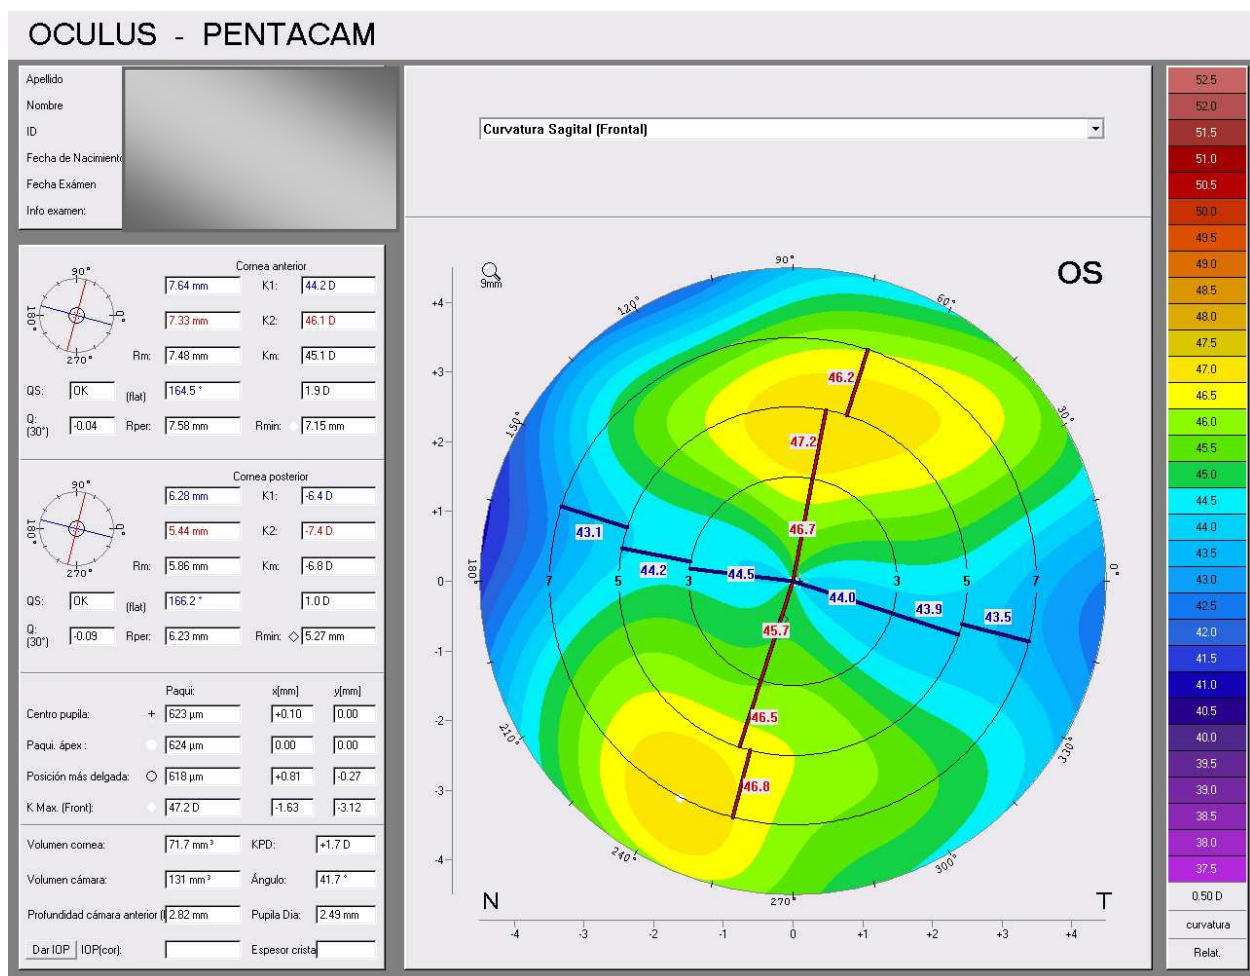 OCULUS - PENTACAM
Apellido
Nombre
ID
Fecha de Nacimiento
Fecha Exámen
Info examen:
Cornea anterior
90°
180°
0°
270°
7.64 mm K1: 44.2 D
7.33 mm K2: 46.1 D
Rm: 7.48 mm Km: 45.1 D
QS: OK (flat) 164.5° 1.9 D
Q: (30°) -0.04 Rper: 7.58 mm Rmin: 7.15 mm
Cornea posterior
90°
180°
0°
270°
6.28 mm K1: -6.4 D
5.44 mm K2: -7.4 D
Rm: 5.86 mm Km: -6.8 D
QS: OK (flat) 166.2° 1.0 D
Q: (30°) -0.09 Rper: 6.23 mm Rmin: 5.27 mm
Paqui: x[mm] y[mm]
Centro pupila: + 623 µm +0.10 0.00
Paqui. ápex : 624 µm 0.00 0.00
Posición más delgada: 618 µm +0.81 -0.27
K Max. (Front): 47.2 D -1.63 -3.12
Volumen cornea: 71.7 mm³ KPD: +1.7 D
Volumen cámara: 131 mm³ Ángulo: 41.7°
Profundidad cámara anterior ( 2.82 mm Pupila Dia: 2.49 mm
Dar IOP IOP(cor): Espesor crista
Curvatura Sagital (Frontal)
9mm
OS
90°
120°
60°
150°
30°
180°
0°
210°
330°
240°
300°
270°
+4
+3
+2
+1
0
-1
-2
-3
-4
46.2
47.2
46.7
43.1
44.2
44.5
7 5 3 3 5 7
44.0
43.9
43.5
45.7
46.5
46.8
N
T
-4 -3 -2 -1 0 +1 +2 +3 +4
52.5
52.0
51.5
51.0
50.5
50.0
49.5
49.0
48.5
48.0
47.5
47.0
46.5
46.0
45.5
45.0
44.5
44.0
43.5
43.0
42.5
42.0
41.5
41.0
40.5
40.0
39.5
39.0
38.5
38.0
37.5
0.50 D
curvatura
Relat.